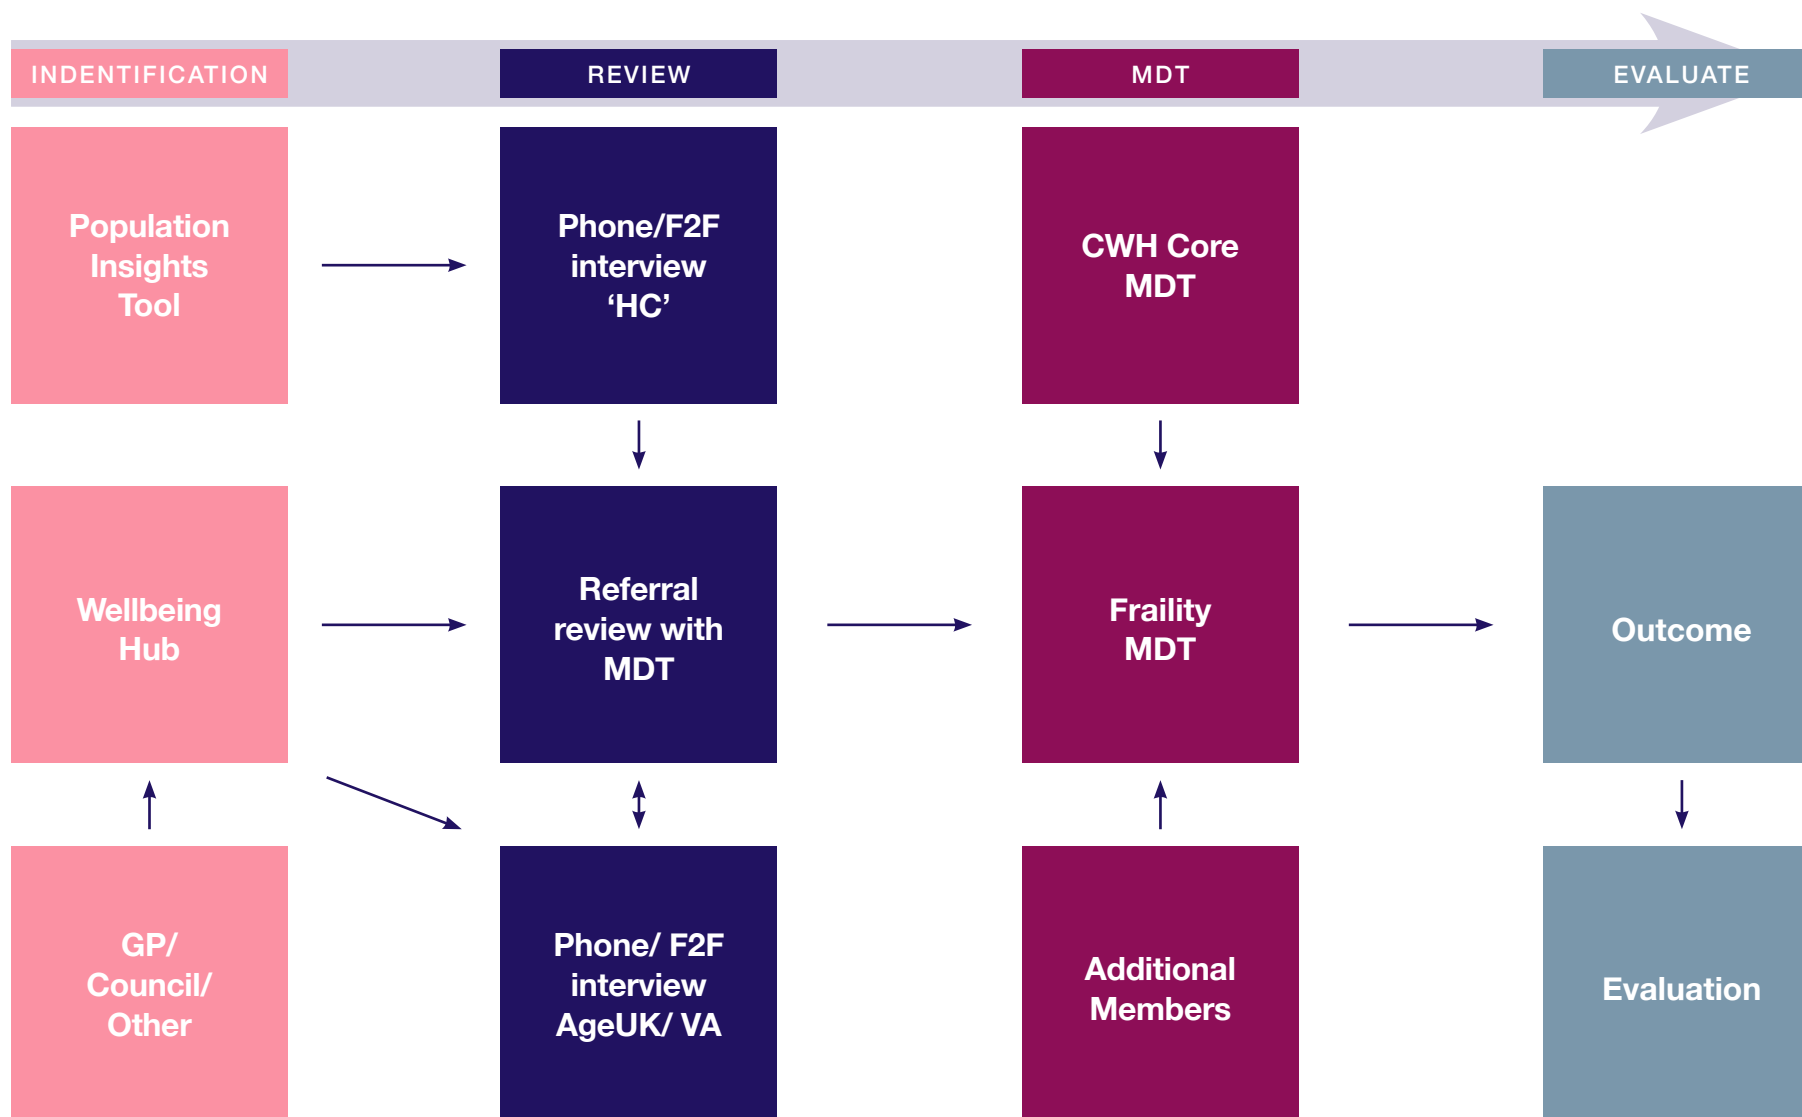 INDENTIFICATION
REVIEW
MDT
EVALUATE
Population
Insights
Tool
Phone/F2F
interview
‘HC’
CWH Core
MDT
Wellbeing
Hub
Referral
review with
MDT
Fraility
MDT
Outcome
GP/
Council/
Other
Phone/ F2F
interview
AgeUK/ VA
Additional
Members
Evaluation